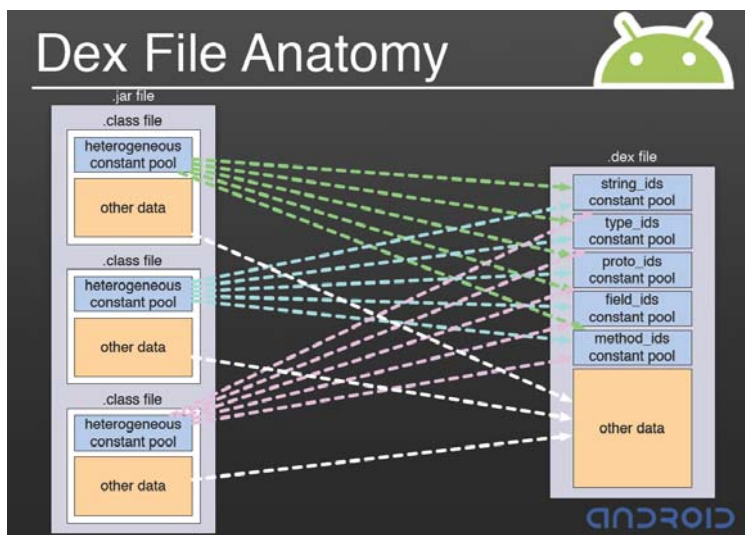 Dex File Anatomy
.jar file
.class file
heterogeneous
constant pool
other data
.class file
heterogeneous
constant pool
other data
.class file
heterogeneous
constant pool
other data
.dex file
string_ids
constant pool
type_ids
constant pool
proto_ids
constant pool
field_ids
constant pool
method_ids
constant pool
other data
ANDROID